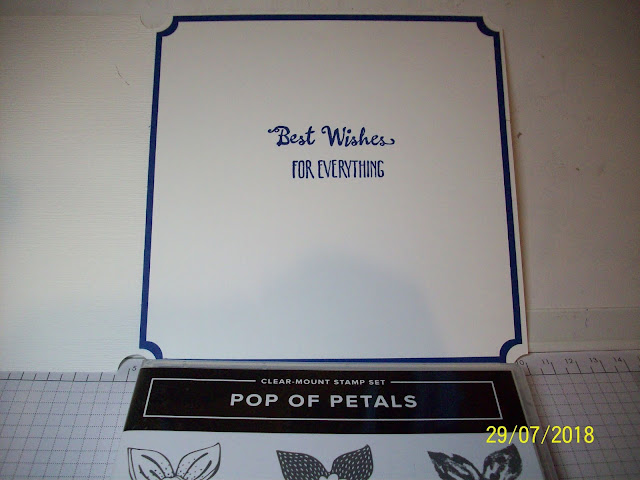 Best Wishes
FOR EVERYTHING
CLEAR-MOUNT STAMP SET
POP OF PETALS
29/07/2018